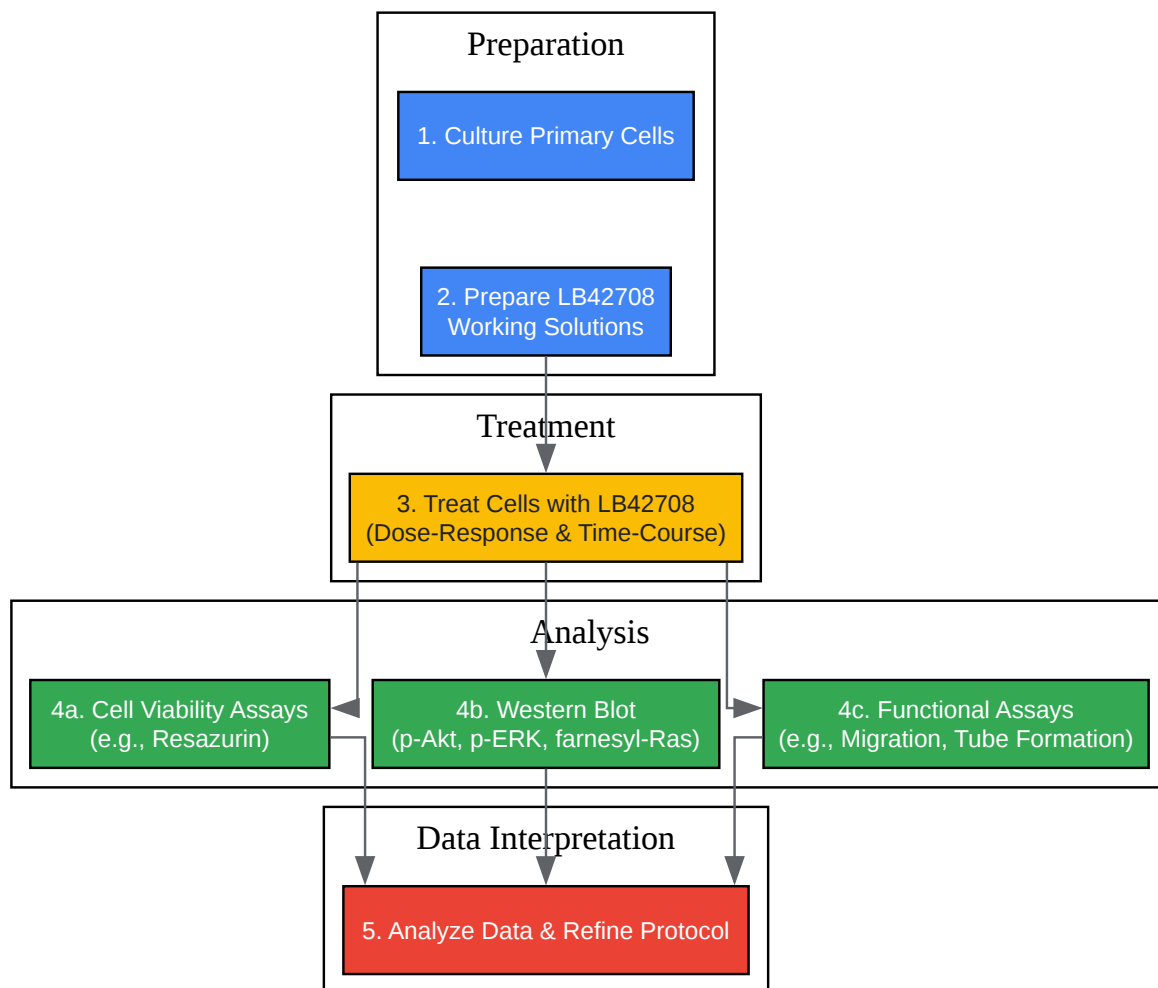 Preparation
1. Culture Primary Cells
2. Prepare LB42708
Working Solutions
Treatment
3. Treat Cells with LB42708
(Dose-Response & Time-Course)
Analysis
4a. Cell Viability Assays
(e.g., Resazurin)
4b. Western Blot
(p-Akt, p-ERK, farnesyl-Ras)
4c. Functional Assays
(e.g., Migration, Tube Formation)
Data Interpretation
5. Analyze Data & Refine Protocol